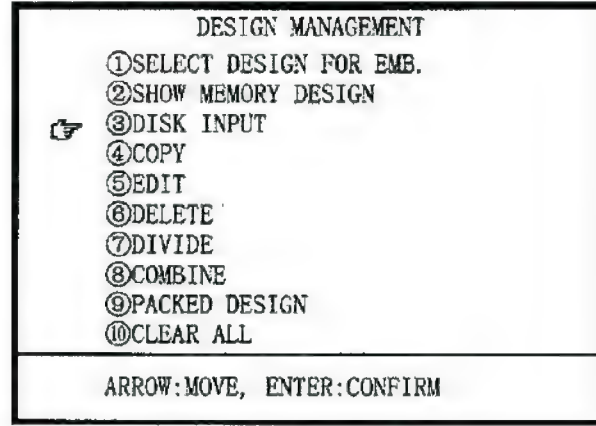 DESIGN MANAGEMENT
①SELECT DESIGN FOR EMB.
②SHOW MEMORY DESIGN
③DISK INPUT
④COPY
⑤EDIT
⑥DELETE
⑦DIVIDE
⑧COMBINE
⑨PACKED DESIGN
⑩CLEAR ALL
ARROW:MOVE, ENTER:CONFIRM